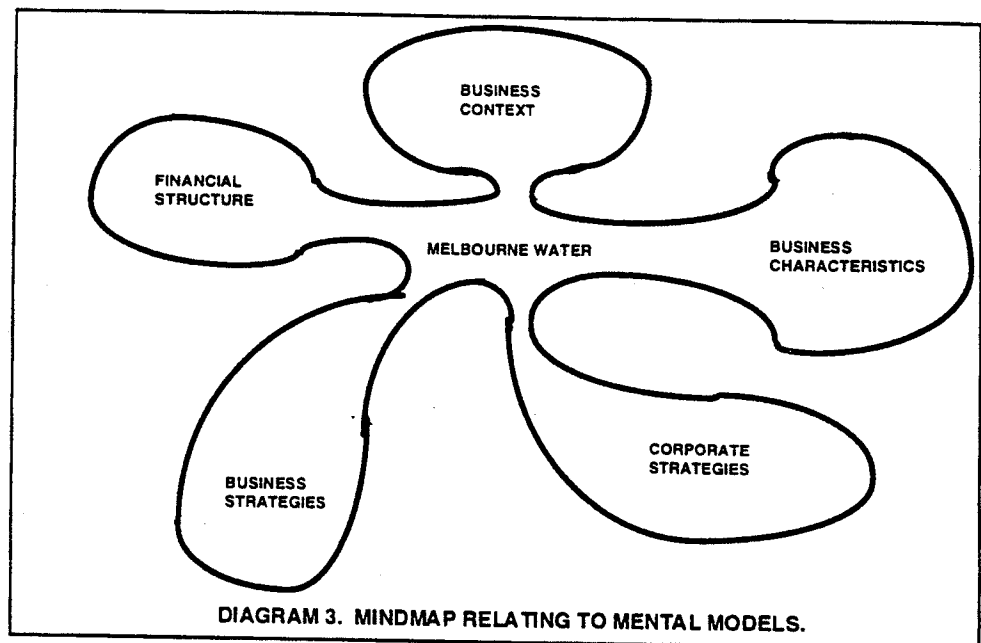 BUSINESS
CONTEXT
FINANCIAL
STRUCTURE
MELBOURNE WATER
BUSINESS
CHARACTERISTICS
CORPORATE
STRATEGIES
BUSINESS
STRATEGIES
DIAGRAM 3. MINDMAP RELATING TO MENTAL MODELS.